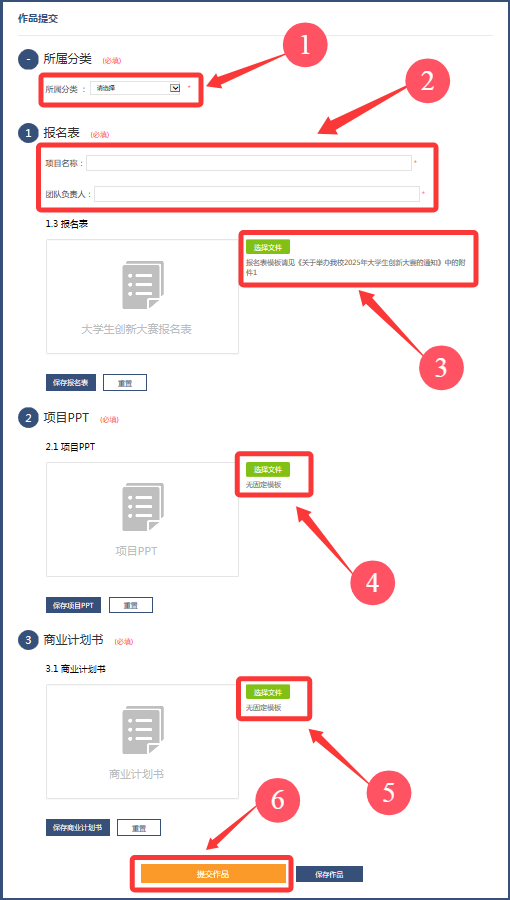 作品提交
1
- 所属分类 (必填)
所属分类 ： 请选择 *
2
1 报名表 (必填)
项目名称： *
团队负责人： *
1.3 报名表
选择文件
报名表模板请见《关于举办我校2025年大学生创新大赛的通知》中的附
件1
大学生创新大赛报名表
3
保存报名表 重置
2 项目PPT (必填)
2.1 项目PPT
选择文件
无固定模板
项目PPT
4
保存项目PPT 重置
3 商业计划书 (必填)
3.1 商业计划书
选择文件
无固定模板
商业计划书
5
6
保存商业计划书 重置
提交作品 保存作品